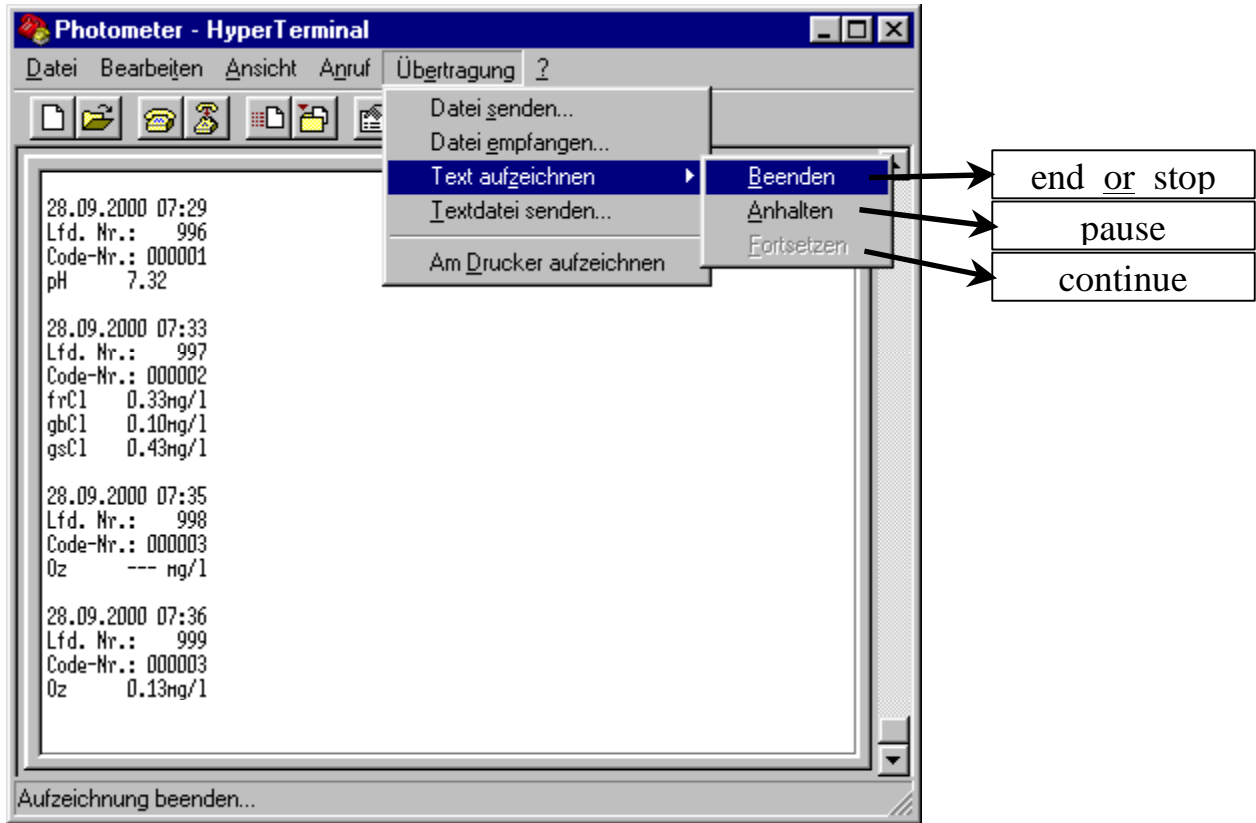 Photometer - HyperTerminal
Datei Bearbeiten Ansicht Anruf Übertragung ?
Datei senden...
Datei empfangen...
Text aufzeichnen
Textdatei senden...
Am Drucker aufzeichnen
Beenden
Anhalten
Fortsetzen
end or stop
pause
continue
28.09.2000 07:29
Lfd. Nr.: 996
Code-Nr.: 000001
pH 7.32
28.09.2000 07:33
Lfd. Nr.: 997
Code-Nr.: 000002
frCl 0.33mg/l
gbCl 0.10mg/l
gsCl 0.43mg/l
28.09.2000 07:35
Lfd. Nr.: 998
Code-Nr.: 000003
Oz --- mg/l
28.09.2000 07:36
Lfd. Nr.: 999
Code-Nr.: 000003
Oz 0.13mg/l
Aufzeichnung beenden...